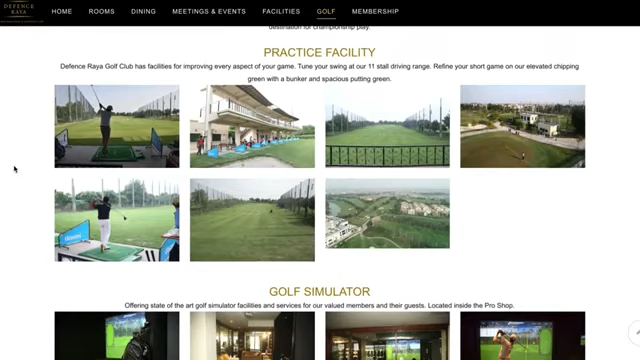 DEFENCE
RAYA
HOME
ROOMS
DINING
MEETINGS & EVENTS
FACILITIES
GOLF
MEMBERSHIP
destination for championship play.
PRACTICE FACILITY
Defence Raya Golf Club has facilities for improving every aspect of your game. Tune your swing at our 11 stall driving range. Refine your short game on our elevated chipping
green with a bunker and spacious putting green.
GOLF SIMULATOR
Offering state of the art golf simulator facilities and services for our valued members and their guests. Located inside the Pro Shop.